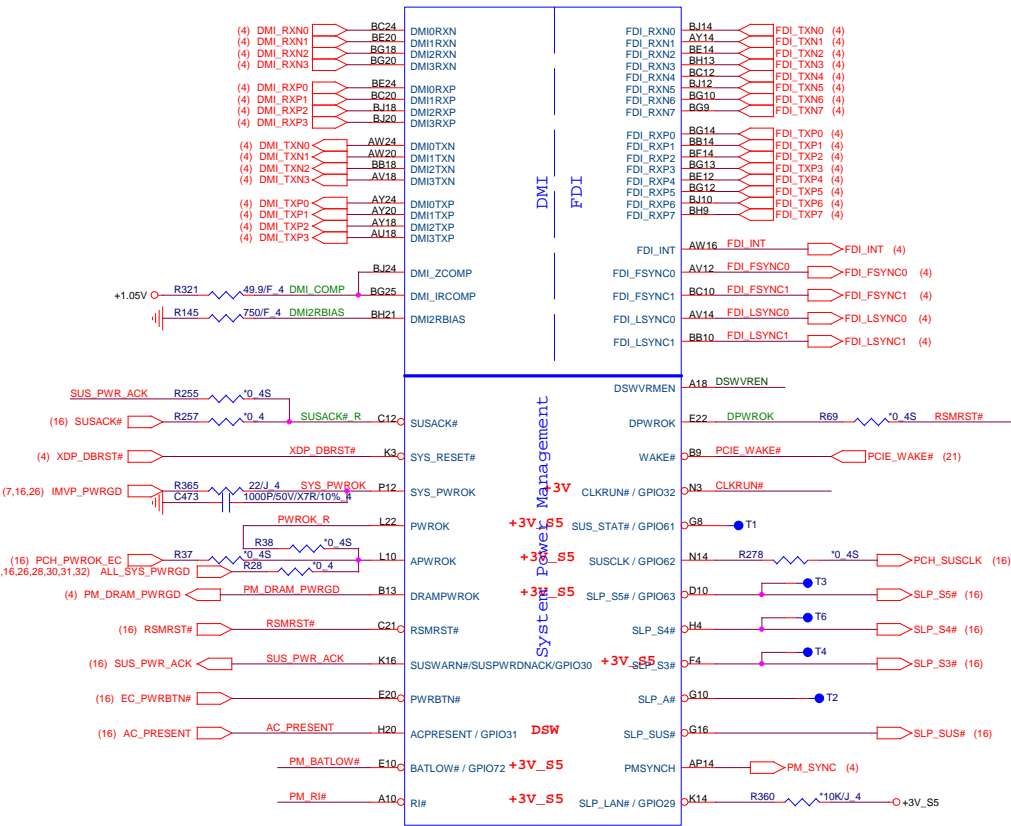 (4) DMI_RXN0 BC24 DMI0RXN FDI_RXN0 BJ14 FDI_TXN0 (4)
(4) DMI_RXN1 BE20 DMI1RXN FDI_RXN1 AY14 FDI_TXN1 (4)
(4) DMI_RXN2 BG18 DMI2RXN FDI_RXN2 BE14 FDI_TXN2 (4)
(4) DMI_RXN3 BG20 DMI3RXN FDI_RXN3 BH13 FDI_TXN3 (4)
FDI_RXN4 BC12 FDI_TXN4 (4)
(4) DMI_RXP0 BE24 DMI0RXP FDI_RXN5 BJ12 FDI_TXN5 (4)
(4) DMI_RXP1 BC20 DMI1RXP FDI_RXN6 BG10 FDI_TXN6 (4)
(4) DMI_RXP2 BJ18 DMI2RXP FDI_RXN7 BG9 FDI_TXN7 (4)
(4) DMI_RXP3 BJ20 DMI3RXP
FDI_RXP0 BG14 FDI_TXP0 (4)
(4) DMI_TXN0 AW24 DMI0TXN FDI_RXP1 BB14 FDI_TXP1 (4)
(4) DMI_TXN1 AW20 DMI1TXN FDI_RXP2 BF14 FDI_TXP2 (4)
(4) DMI_TXN2 BB18 DMI2TXN FDI_RXP3 BG13 FDI_TXP3 (4)
(4) DMI_TXN3 AV18 DMI3TXN FDI_RXP4 BE12 FDI_TXP4 (4)
FDI_RXP5 BG12 FDI_TXP5 (4)
(4) DMI_TXP0 AY24 DMI0TXP FDI_RXP6 BJ10 FDI_TXP6 (4)
(4) DMI_TXP1 AY20 DMI1TXP FDI_RXP7 BH9 FDI_TXP7 (4)
(4) DMI_TXP2 AY18 DMI2TXP
(4) DMI_TXP3 AU18 DMI3TXP
DMI
FDI
FDI_INT AW16 FDI_INT FDI_INT (4)
BJ24 DMI_ZCOMP FDI_FSYNC0 AV12 FDI_FSYNC0 FDI_FSYNC0 (4)
+1.05V R321 49.9/F_4 DMI_COMP BG25 DMI_IRCOMP FDI_FSYNC1 BC10 FDI_FSYNC1 FDI_FSYNC1 (4)
R145 750/F_4 DMI2RBIAS BH21 DMI2RBIAS FDI_LSYNC0 AV14 FDI_LSYNC0 FDI_LSYNC0 (4)
FDI_LSYNC1 BB10 FDI_LSYNC1 FDI_LSYNC1 (4)
System Power Management
DSWVRMEN A18 DSWVREN
SUS_PWR_ACK R255 *0_4S
(16) SUSACK# R257 *0_4 SUSACK#_R C12 SUSACK# DPWROK E22 DPWROK R69 *0_4S RSMRST#
(4) XDP_DBRST# XDP_DBRST# K3 SYS_RESET# WAKE# B9 PCIE_WAKE# PCIE_WAKE# (21)
(7,16,26) IMVP_PWRGD R365 22/J_4 SYS_PWROK P12 SYS_PWROK +3V CLKRUN# / GPIO32 N3 CLKRUN#
C473 1000P/50V/X7R/10%_4
PWROK_R L22 PWROK +3V_S5 SUS_STAT# / GPIO61 G8 T1
R38 *0_4S
(16) PCH_PWROK_EC R37 *0_4S L10 APWROK +3V_S5 SUSCLK / GPIO62 N14 R278 *0_4S PCH_SUSCLK (16)
,16,26,28,30,31,32) ALL_SYS_PWRGD R28 *0_4
T3
(4) PM_DRAM_PWRGD PM_DRAM_PWRGD B13 DRAMPWROK +3V_S5 SLP_S5# / GPIO63 D10 SLP_S5# (16)
T6
(16) RSMRST# RSMRST# C21 RSMRST# SLP_S4# H4 SLP_S4# (16)
T4
(16) SUS_PWR_ACK SUS_PWR_ACK K16 SUSWARN#/SUSPWRDNACK/GPIO30 +3V_S5 SLP_S3# F4 SLP_S3# (16)
(16) EC_PWRBTN# E20 PWRBTN# SLP_A# G10 T2
(16) AC_PRESENT AC_PRESENT H20 ACPRESENT / GPIO31 DSW SLP_SUS# G16 SLP_SUS# (16)
PM_BATLOW# E10 BATLOW# / GPIO72 +3V_S5 PMSYNCH AP14 PM_SYNC (4)
PM_RI# A10 RI# +3V_S5 SLP_LAN# / GPIO29 K14 R360 *10K/J_4 +3V_S5